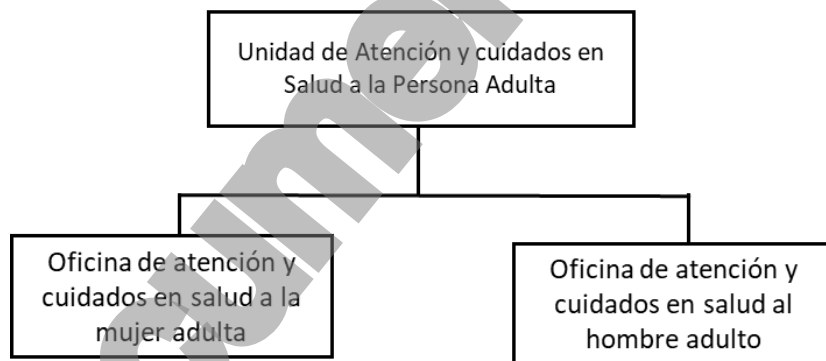 Unidad de Atención y cuidados en
Salud a la Persona Adulta
Oficina de atención y
cuidados en salud a la
mujer adulta
Oficina de atención y
cuidados en salud al
hombre adulto